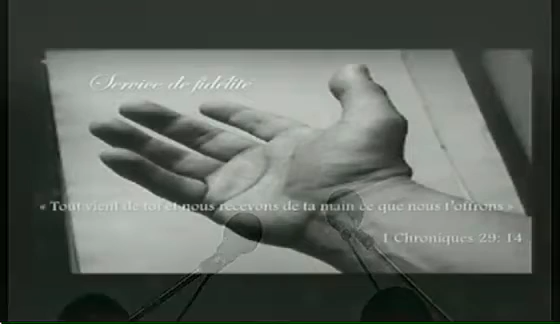 Service de fidélité
« Tout vient de toi et nous recevons de ta main ce que nous t'offrons »
1 Chroniques 29: 14